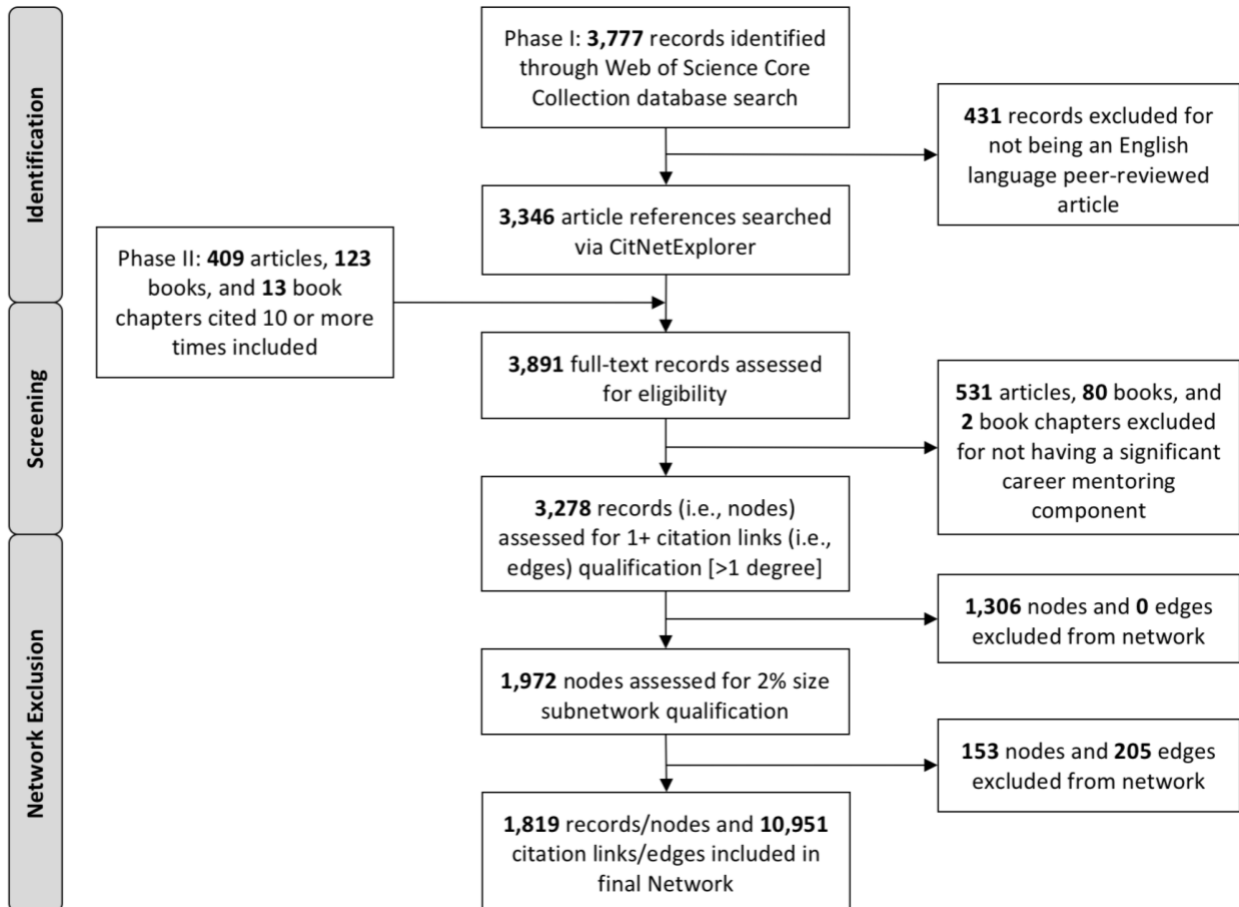 Identification
Phase I: 3,777 records identified
through Web of Science Core
Collection database search
431 records excluded for
not being an English
language peer-reviewed
article
3,346 article references searched
via CitNetExplorer
Phase II: 409 articles, 123
books, and 13 book
chapters cited 10 or more
times included
Screening
3,891 full-text records assessed
for eligibility
531 articles, 80 books, and
2 book chapters excluded
for not having a significant
career mentoring
component
3,278 records (i.e., nodes)
assessed for 1+ citation links (i.e.,
edges) qualification [>1 degree]
Network Exclusion
1,306 nodes and 0 edges
excluded from network
1,972 nodes assessed for 2% size
subnetwork qualification
153 nodes and 205 edges
excluded from network
1,819 records/nodes and 10,951
citation links/edges included in
final Network